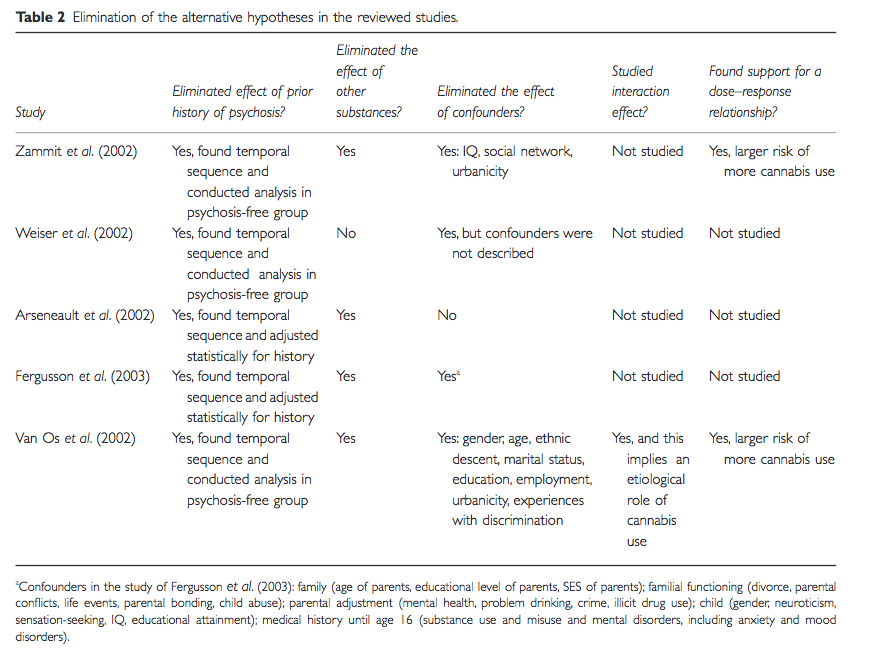 Table 2 Elimination of the alternative hypotheses in the reviewed studies.
Study
Eliminated effect of prior
history of psychosis?
Eliminated the
effect of
other
substances?
Eliminated the effect
of confounders?
Studied
interaction
effect?
Found support for a
dose–response
relationship?
Zammit et al. (2002)
Yes, found temporal
sequence and
conducted analysis in
psychosis-free group
Yes
Yes: IQ, social network,
urbanicity
Not studied
Yes, larger risk of
more cannabis use
Weiser et al. (2002)
Yes, found temporal
sequence and
conducted analysis in
psychosis-free group
No
Yes, but confounders were
not described
Not studied
Not studied
Arseneault et al. (2002)
Yes, found temporal
sequence and adjusted
statistically for history
Yes
No
Not studied
Not studied
Fergusson et al. (2003)
Yes, found temporal
sequence and adjusted
statistically for history
Yes
Yesᵃ
Not studied
Not studied
Van Os et al. (2002)
Yes, found temporal
sequence and
conducted analysis in
psychosis-free group
Yes
Yes: gender, age, ethnic
descent, marital status,
education, employment,
urbanicity, experiences
with discrimination
Yes, and this
implies an
etiological
role of
cannabis
use
Yes, larger risk of
more cannabis use
ᵃConfounders in the study of Fergusson et al. (2003): family (age of parents, educational level of parents, SES of parents); familial functioning (divorce, parental
conflicts, life events, parental bonding, child abuse); parental adjustment (mental health, problem drinking, crime, illicit drug use); child (gender, neuroticism,
sensation-seeking, IQ, educational attainment); medical history until age 16 (substance use and misuse and mental disorders, including anxiety and mood
disorders).